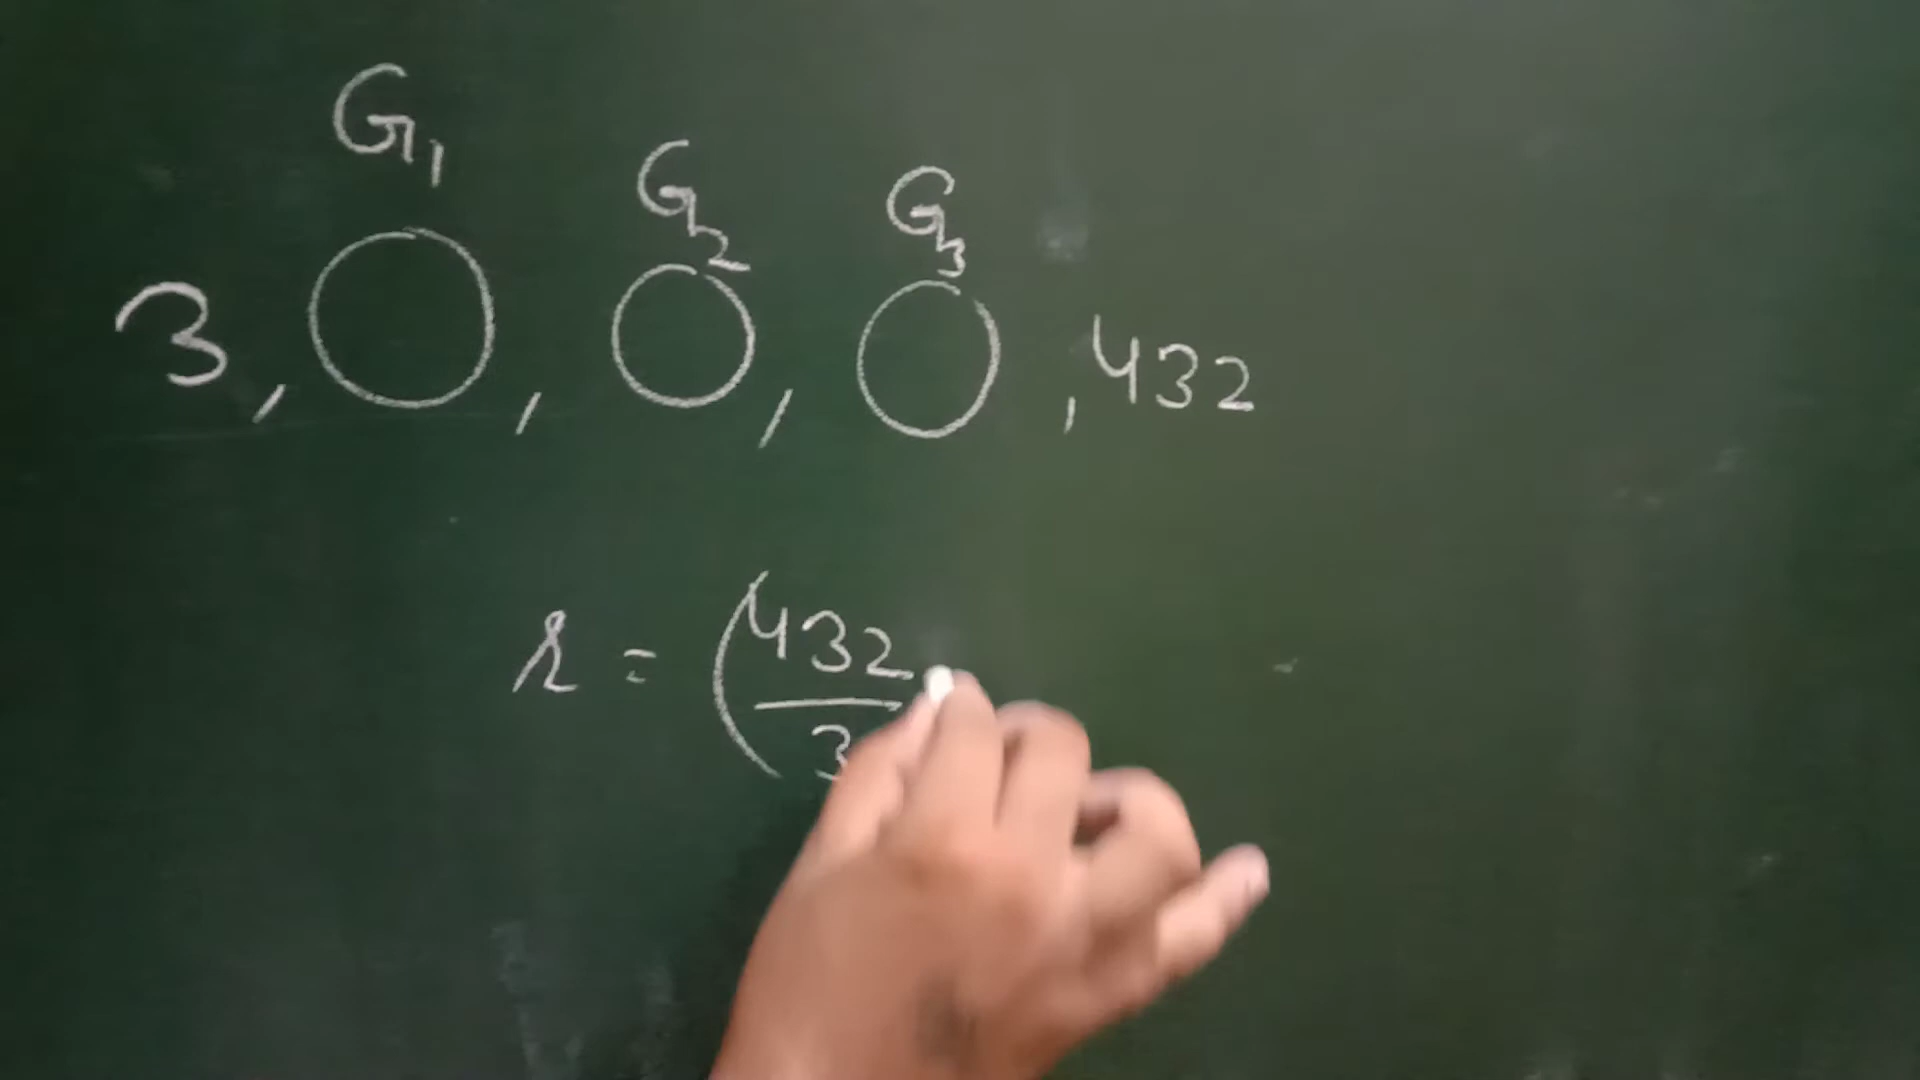 G₁ G₂ G₃
3, ◯, ◯, ◯, 432
r = (432/3